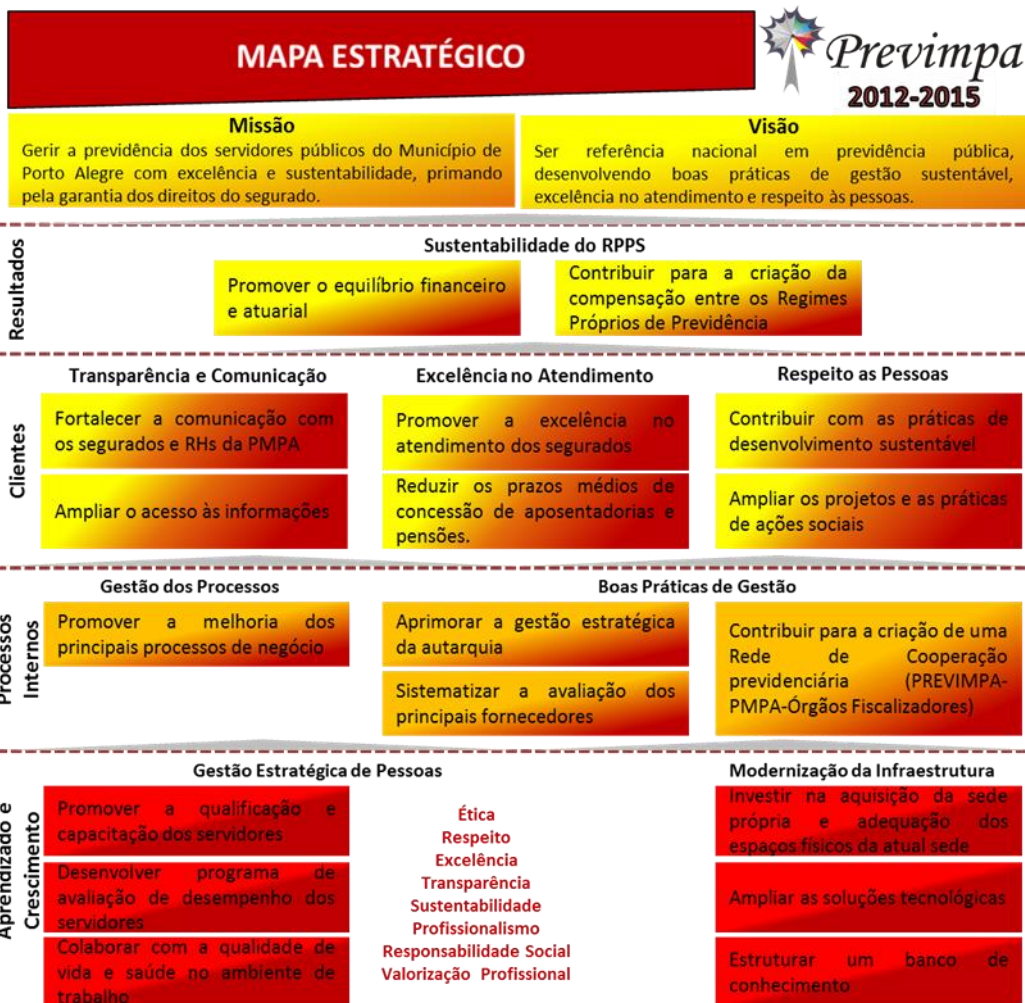 MAPA ESTRATÉGICO
Previmpa
2012-2015
Missão
Gerir a previdência dos servidores públicos do Município de
Porto Alegre com excelência e sustentabilidade, primando
pela garantia dos direitos do segurado.
Visão
Ser referência nacional em previdência pública,
desenvolvendo boas práticas de gestão sustentável,
excelência no atendimento e respeito às pessoas.
Resultados
Sustentabilidade do RPPS
Promover o equilíbrio financeiro
e atuarial
Contribuir para a criação da
compensação entre os Regimes
Próprios de Previdência
Clientes
Transparência e Comunicação
Fortalecer a comunicação com
os segurados e RHs da PMPA
Ampliar o acesso às informações
Excelência no Atendimento
Promover a excelência no
atendimento dos segurados
Reduzir os prazos médios de
concessão de aposentadorias e
pensões.
Respeito as Pessoas
Contribuir com as práticas de
desenvolvimento sustentável
Ampliar os projetos e as práticas
de ações sociais
Processos
Internos
Gestão dos Processos
Promover a melhoria dos
principais processos de negócio
Boas Práticas de Gestão
Aprimorar a gestão estratégica
da autarquia
Sistematizar a avaliação dos
principais fornecedores
Contribuir para a criação de uma
Rede de Cooperação
previdenciária (PREVIMPA-
PMPA-Órgãos Fiscalizadores)
Aprendizado e
Crescimento
Gestão Estratégica de Pessoas
Promover a qualificação e
capacitação dos servidores
Desenvolver programa de
avaliação de desempenho dos
servidores
Colaborar com a qualidade de
vida e saúde no ambiente de
trabalho
Ética
Respeito
Excelência
Transparência
Sustentabilidade
Profissionalismo
Responsabilidade Social
Valorização Profissional
Modernização da Infraestrutura
Investir na aquisição da sede
própria e adequação dos
espaços físicos da atual sede
Ampliar as soluções tecnológicas
Estruturar um banco de
conhecimento